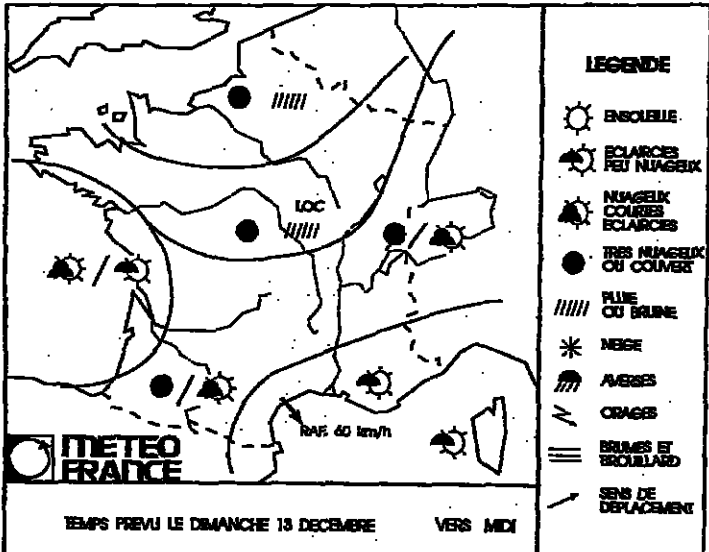 LOC
RAF. 60 km/h
METEO
FRANCE
TEMPS PREVU LE DIMANCHE 13 DECEMBRE VERS MIDI
LEGENDE
ENSOLEILLE
ECLAIRCIES
PEU NUAGEUX
NUAGEUX
COURTES
ECLAIRCIES
TRES NUAGEUX
OU COUVERT
PLUIE
OU BRUINE
NEIGE
AVERSES
ORAGES
BRUMES ET
BROUILLARD
SENS DE
DEPLACEMENT